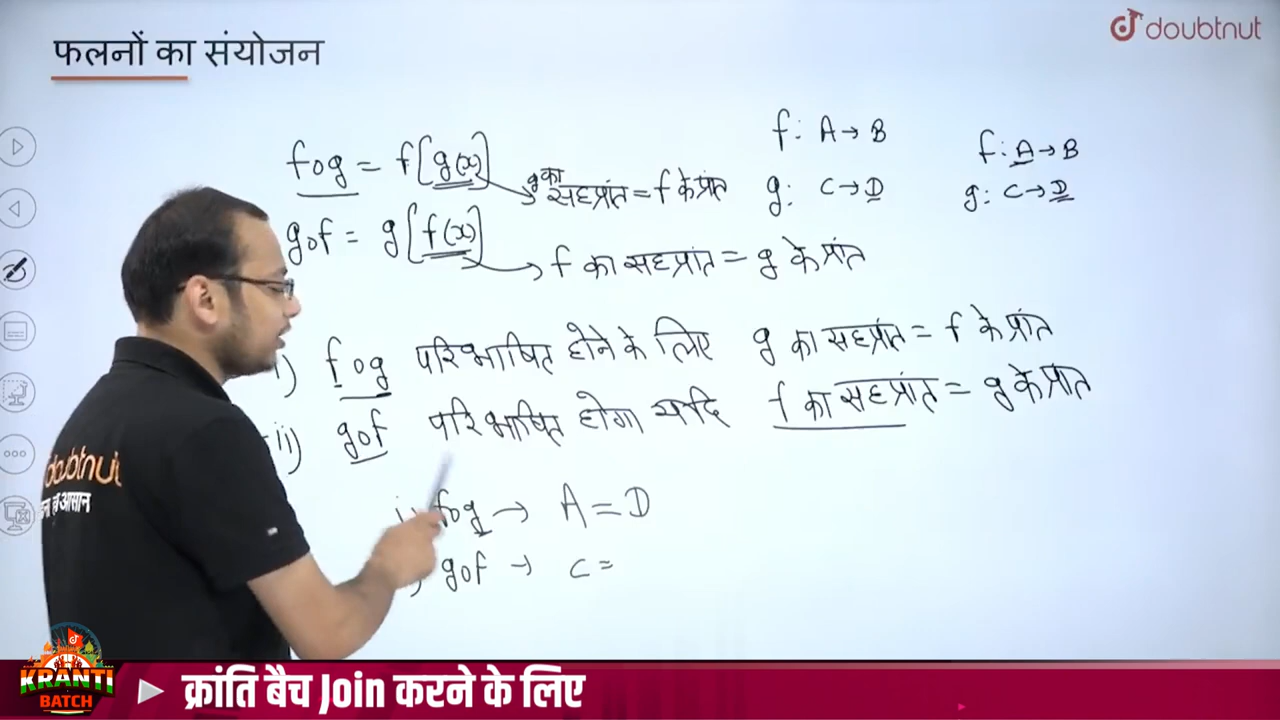 फलनों का संयोजन
doubtnut
fog = f[g(x)]
g का सहप्रांत = f के प्रांत
f: A → B
g: C → D
f: A → B
g: C → D
gof = g[f(x)]
f का सहप्रांत = g के प्रांत
i) fog परिभाषित होने के लिए g का सहप्रांत = f के प्रांत
ii) gof परिभाषित होगा यदि f का सहप्रांत = g के प्रांत
i) fog → A = D
) gof → C =
doubtnut
आसान
KRANTI
BATCH
क्रांति बैच Join करने के लिए